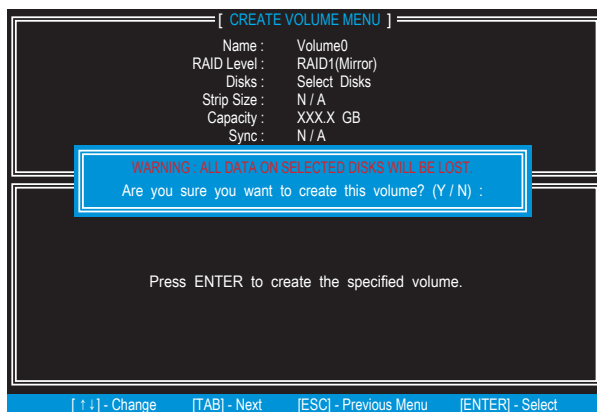 [ CREATE VOLUME MENU ]
Name : Volume0
RAID Level : RAID1(Mirror)
Disks : Select Disks
Strip Size : N / A
Capacity : XXX.X GB
Sync : N / A
WARNING : ALL DATA ON SELECTED DISKS WILL BE LOST.
Are you sure you want to create this volume? (Y / N) :
Press ENTER to create the specified volume.
[ ↑↓] - Change [TAB] - Next [ESC] - Previous Menu [ENTER] - Select